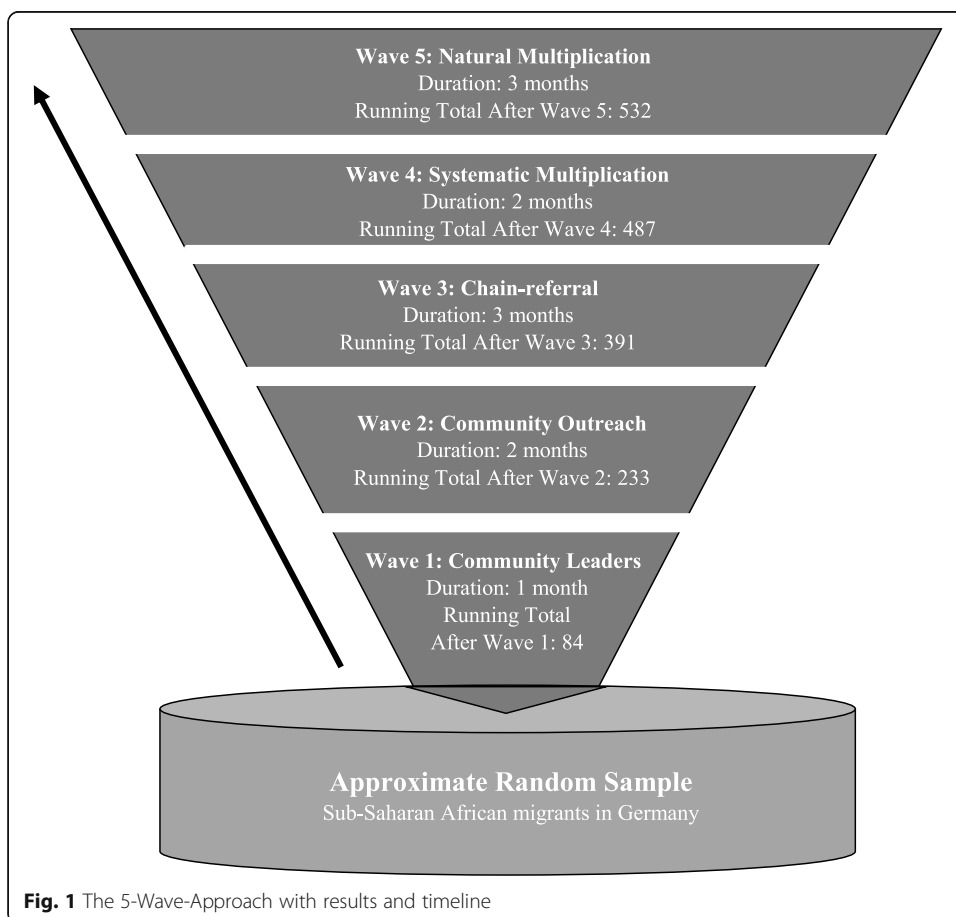 Wave 5: Natural Multiplication
Duration: 3 months
Running Total After Wave 5: 532
Wave 4: Systematic Multiplication
Duration: 2 months
Running Total After Wave 4: 487
Wave 3: Chain-referral
Duration: 3 months
Running Total After Wave 3: 391
Wave 2: Community Outreach
Duration: 2 months
Running Total After Wave 2: 233
Wave 1: Community Leaders
Duration: 1 month
Running Total
After Wave 1: 84
Approximate Random Sample
Sub-Saharan African migrants in Germany
Fig. 1 The 5-Wave-Approach with results and timeline